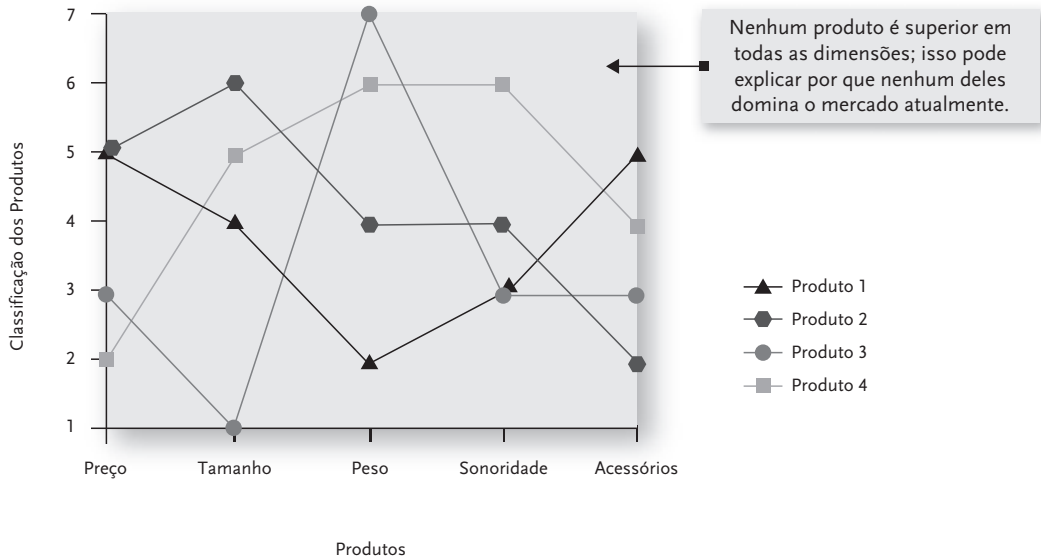 7
6
5
4
3
2
1
Classificação dos Produtos
Preço
Tamanho
Peso
Sonoridade
Acessórios
Produtos
Nenhum produto é superior em
todas as dimensões; isso pode
explicar por que nenhum deles
domina o mercado atualmente.
Produto 1
Produto 2
Produto 3
Produto 4